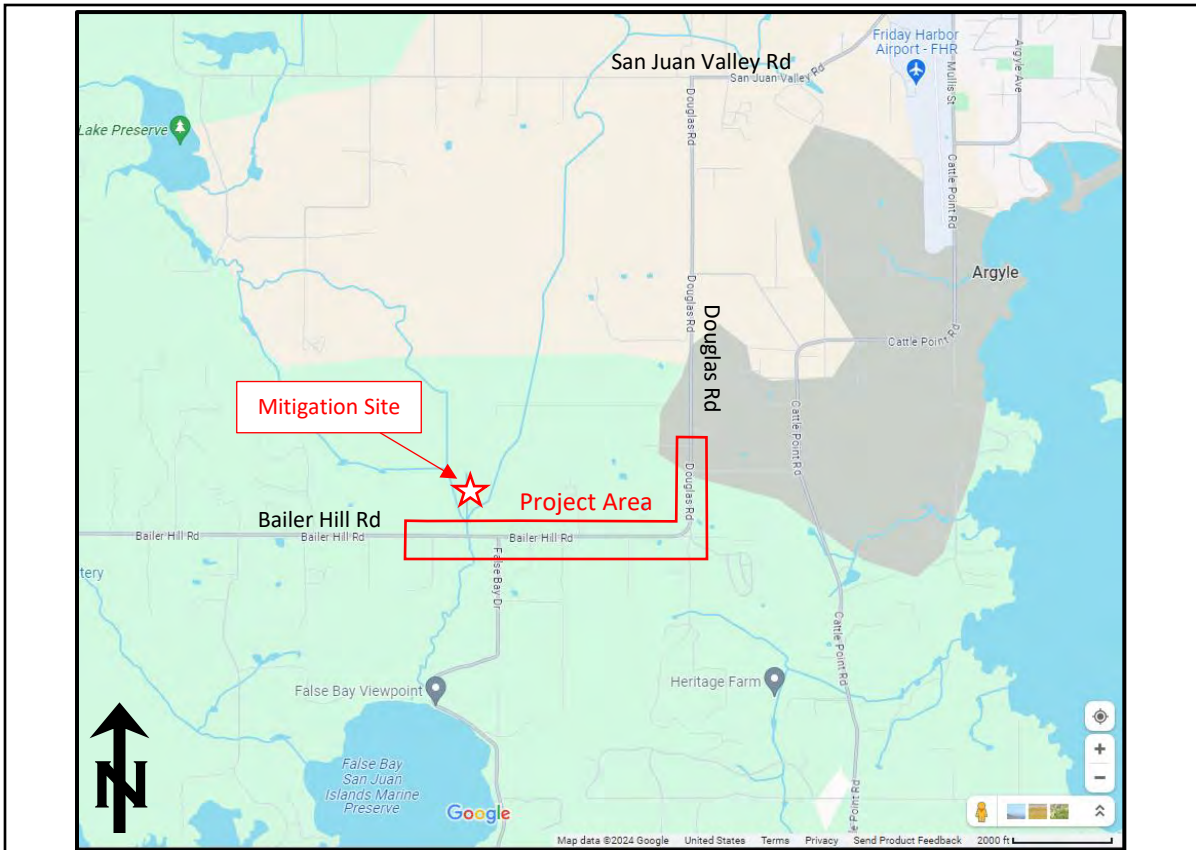 San Juan Valley Rd
San Juan Valley Rd
Friday Harbor
Airport - FHR
Mullis St
Argyle Ave
Lake Preserve
Douglas Rd
Cattle Point Rd
Argyle
Douglas Rd
Douglas Rd
Cattle Point Rd
Mitigation Site
Cattle Point Rd
Douglas Rd
Project Area
Bailer Hill Rd
Bailer Hill Rd
Bailer Hill Rd
Bailer Hill Rd
False Bay Dr
tery
Cattle Point Rd
False Bay Viewpoint
Heritage Farm
False Bay
San Juan
Islands Marine
Preserve
N
le Point Rd
Google
Map data ©2024 Google United States Terms Privacy Send Product Feedback 2000 ft